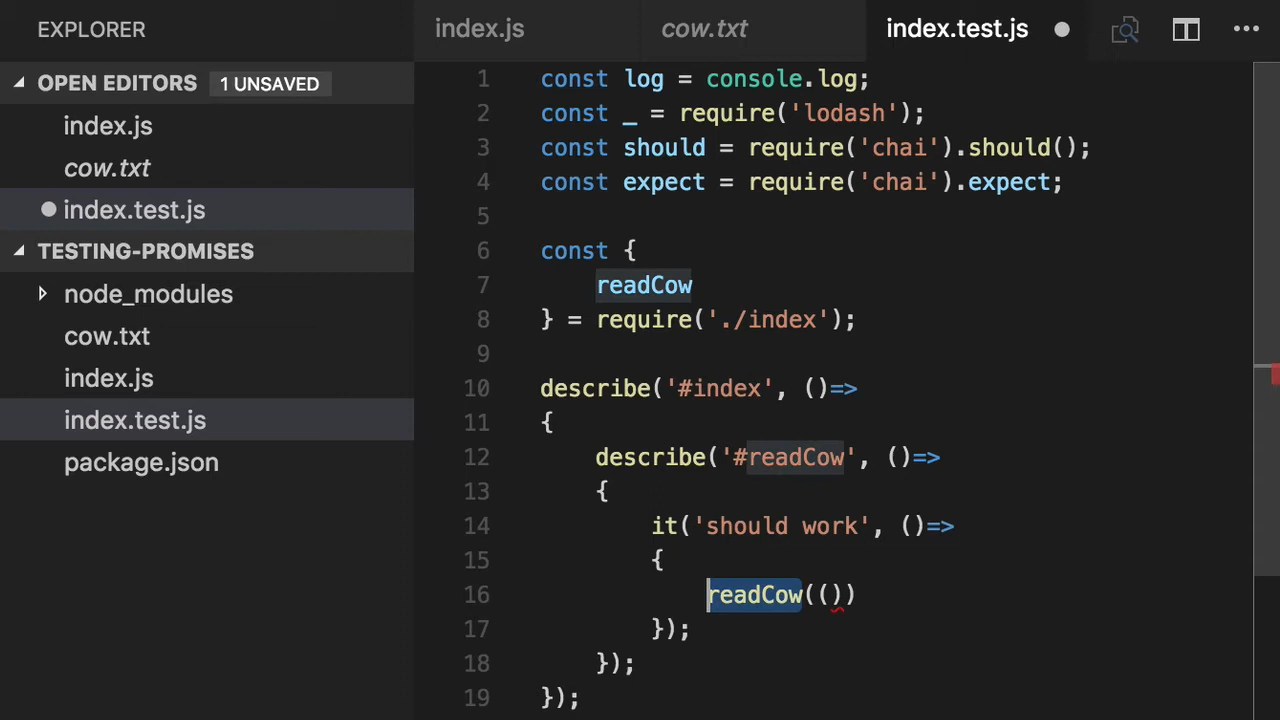 EXPLORER
OPEN EDITORS 1 UNSAVED
index.js
cow.txt
index.test.js
TESTING-PROMISES
node_modules
cow.txt
index.js
index.test.js
package.json
index.js cow.txt index.test.js
1 const log = console.log;
2 const _ = require('lodash');
3 const should = require('chai').should();
4 const expect = require('chai').expect;
5
6 const {
7 readCow
8 } = require('./index');
9
10 describe('#index', ()=>
11 {
12 describe('#readCow', ()=>
13 {
14 it('should work', ()=>
15 {
16 readCow(())
17 });
18 });
19 });